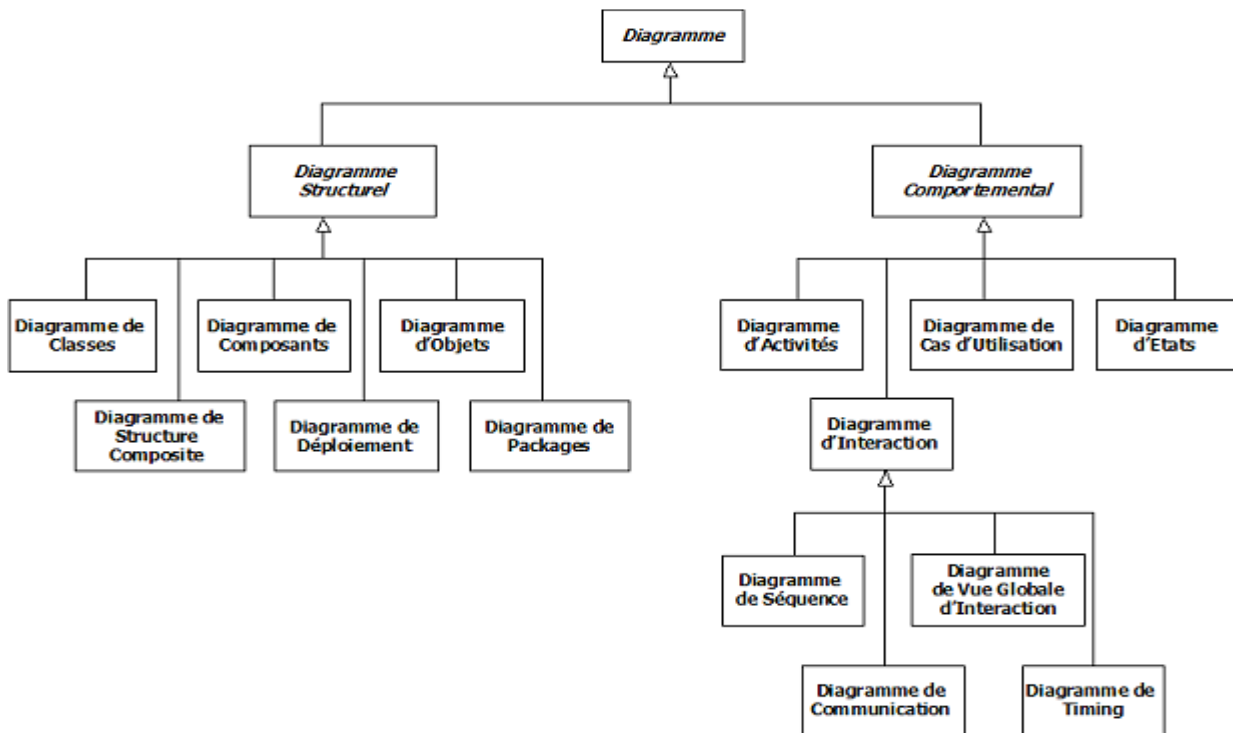 Diagramme
Diagramme
Structurel
Diagramme
Comportemental
Diagramme de
Classes
Diagramme de
Composants
Diagramme
d'Objets
Diagramme
d'Activités
Diagramme de
Cas d'Utilisation
Diagramme
d'Etats
Diagramme de
Structure
Composite
Diagramme de
Déploiement
Diagramme de
Packages
Diagramme
d'Interaction
Diagramme
de Séquence
Diagramme
de Vue Globale
d'Interaction
Diagramme de
Communication
Diagramme de
Timing